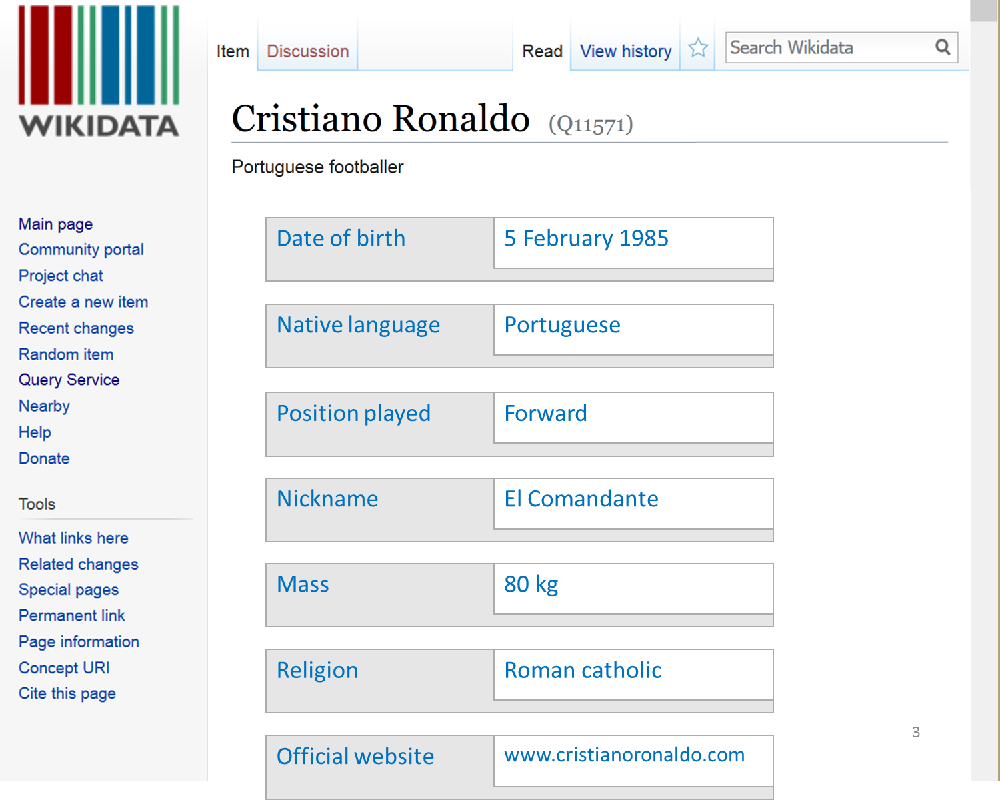 WIKIDATA
Item Discussion Read View history Search Wikidata
Cristiano Ronaldo (Q11571)
Portuguese footballer
Main page
Community portal
Project chat
Create a new item
Recent changes
Random item
Query Service
Nearby
Help
Donate
Tools
What links here
Related changes
Special pages
Permanent link
Page information
Concept URI
Cite this page
Date of birth 5 February 1985
Native language Portuguese
Position played Forward
Nickname El Comandante
Mass 80 kg
Religion Roman catholic
Official website www.cristianoronaldo.com
3